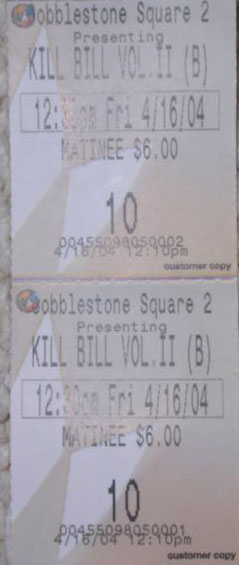 Cobblestone Square 2
Presenting
KILL BILL VOL.II (B)
12:30pm Fri 4/16/04
MATINEE $6.00
10
00455098050002
4/16/04 12:10pm
customer copy
Cobblestone Square 2
Presenting
KILL BILL VOL.II (B)
12:30pm Fri 4/16/04
MATINEE $6.00
10
00455098050001
4/16/04 12:10pm
customer copy